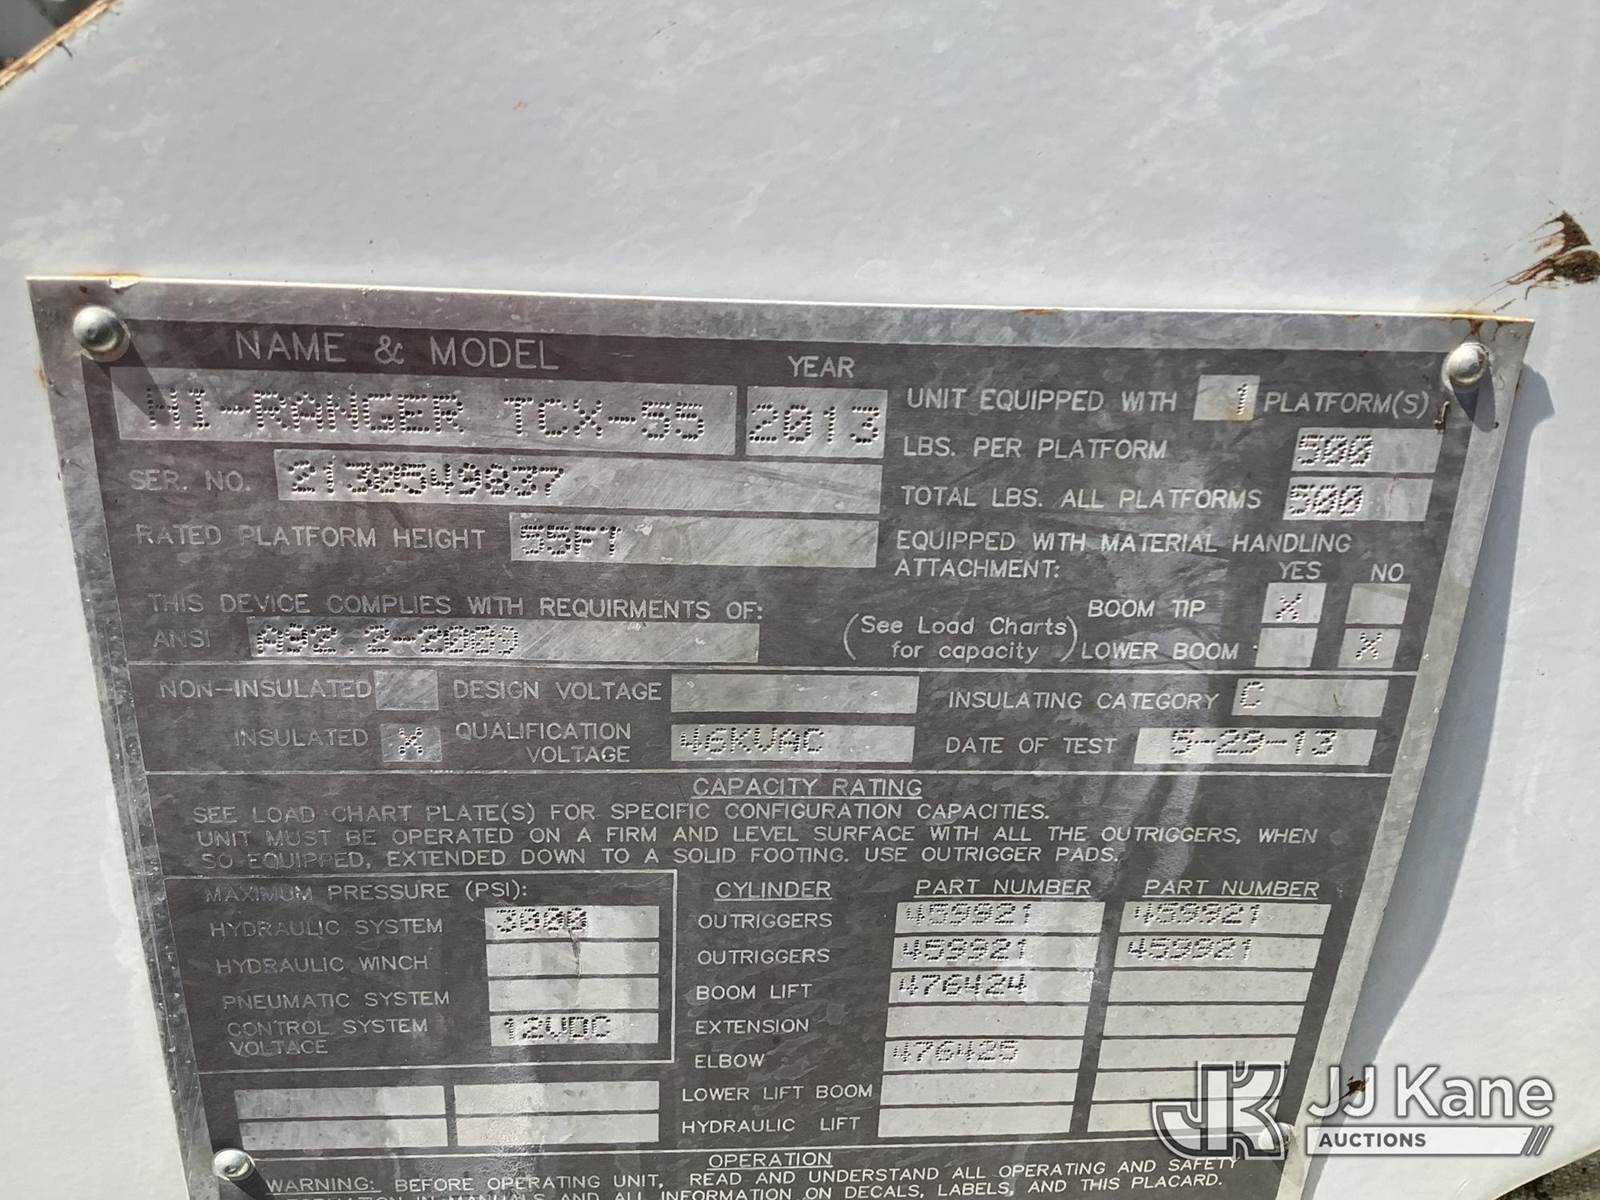 NAME & MODEL
YEAR
HI-RANGER TCX-55
2013
UNIT EQUIPPED WITH 1 PLATFORM(S)
LBS. PER PLATFORM 500
SER. NO. 2130549837
TOTAL LBS. ALL PLATFORMS 500
RATED PLATFORM HEIGHT 55FT
EQUIPPED WITH MATERIAL HANDLING
ATTACHMENT:
YES NO
THIS DEVICE COMPLIES WITH REQUIRMENTS OF:
BOOM TIP X
ANSI A92.2-2009
(See Load Charts
for capacity)
LOWER BOOM X
NON-INSULATED
DESIGN VOLTAGE
INSULATING CATEGORY C
INSULATED X
QUALIFICATION
VOLTAGE 46KVAC
DATE OF TEST 5-29-13
CAPACITY RATING
SEE LOAD CHART PLATE(S) FOR SPECIFIC CONFIGURATION CAPACITIES.
UNIT MUST BE OPERATED ON A FIRM AND LEVEL SURFACE WITH ALL THE OUTRIGGERS, WHEN
SO EQUIPPED, EXTENDED DOWN TO A SOLID FOOTING. USE OUTRIGGER PADS.
MAXIMUM PRESSURE (PSI):
HYDRAULIC SYSTEM 3000
HYDRAULIC WINCH
PNEUMATIC SYSTEM
CONTROL SYSTEM
VOLTAGE 12VDC
CYLINDER PART NUMBER PART NUMBER
OUTRIGGERS 459921 459921
OUTRIGGERS 459921 459921
BOOM LIFT 476424
EXTENSION
ELBOW 476425
LOWER LIFT BOOM
HYDRAULIC LIFT
OPERATION
WARNING: BEFORE OPERATING UNIT, READ AND UNDERSTAND ALL OPERATING AND SAFETY
INFORMATION IN MANUALS AND ALL INFORMATION ON DECALS, LABELS, AND THIS PLACARD.
JK JJ Kane
AUCTIONS